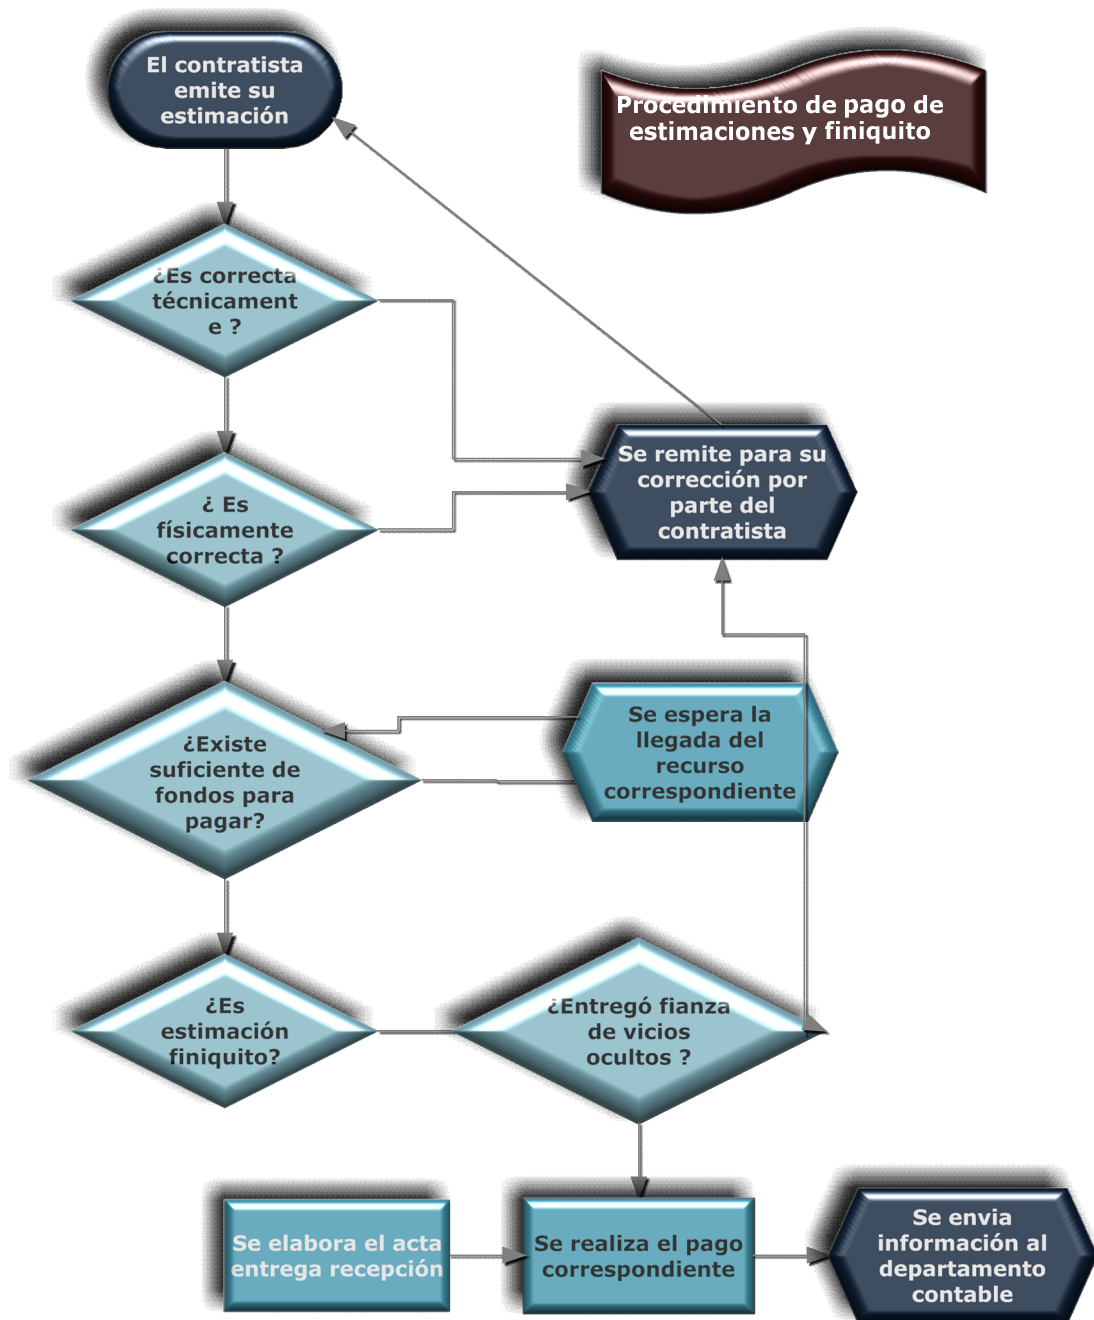 El contratista
emite su
estimación
Procedimiento de pago de
estimaciones y finiquito
¿Es correcta
técnicament
e ?
Se remite para su
corrección por
parte del
contratista
¿ Es
físicamente
correcta ?
Se espera la
llegada del
recurso
correspondiente
¿Existe
suficiente de
fondos para
pagar?
¿Es
estimación
finiquito?
¿Entregó fianza
de vicios
ocultos ?
Se elabora el acta
entrega recepción
Se realiza el pago
correspondiente
Se envia
información al
departamento
contable